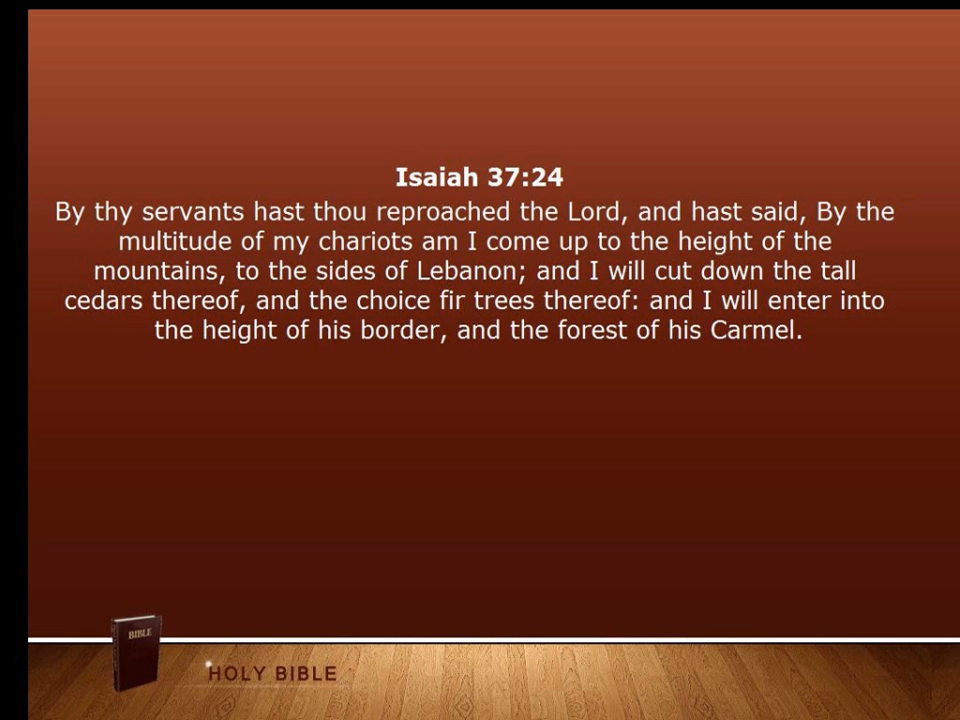 Isaiah 37:24
By thy servants hast thou reproached the Lord, and hast said, By the
multitude of my chariots am I come up to the height of the
mountains, to the sides of Lebanon; and I will cut down the tall
cedars thereof, and the choice fir trees thereof: and I will enter into
the height of his border, and the forest of his Carmel.
BIBLE
HOLY BIBLE